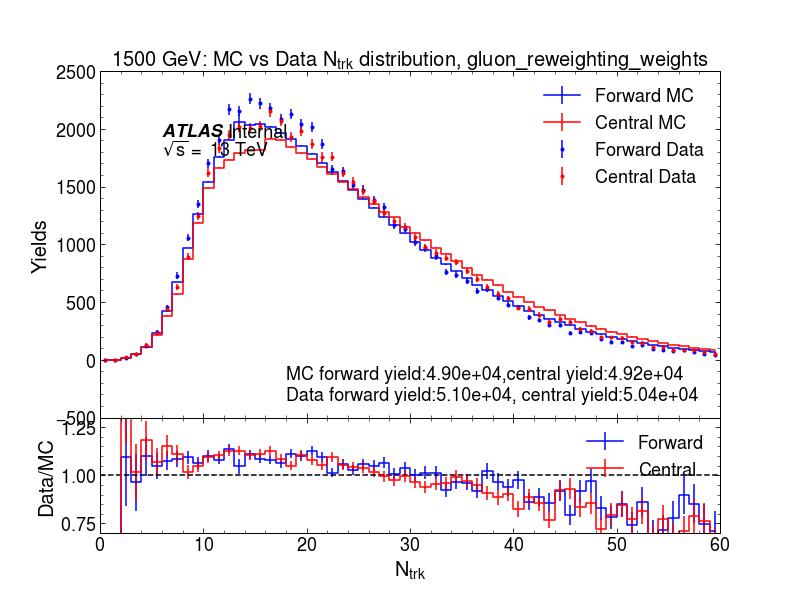 1500 GeV: MC vs Data N_trk distribution, gluon_reweighting_weights
2500
2000
1500
1000
500
0
−500
Yields
ATLAS Internal
√s = 13 TeV
Forward MC
Central MC
Forward Data
Central Data
MC forward yield:4.90e+04,central yield:4.92e+04
Data forward yield:5.10e+04, central yield:5.04e+04
1.25
1.00
0.75
Data/MC
Forward
Central
0 10 20 30 40 50 60
N_trk